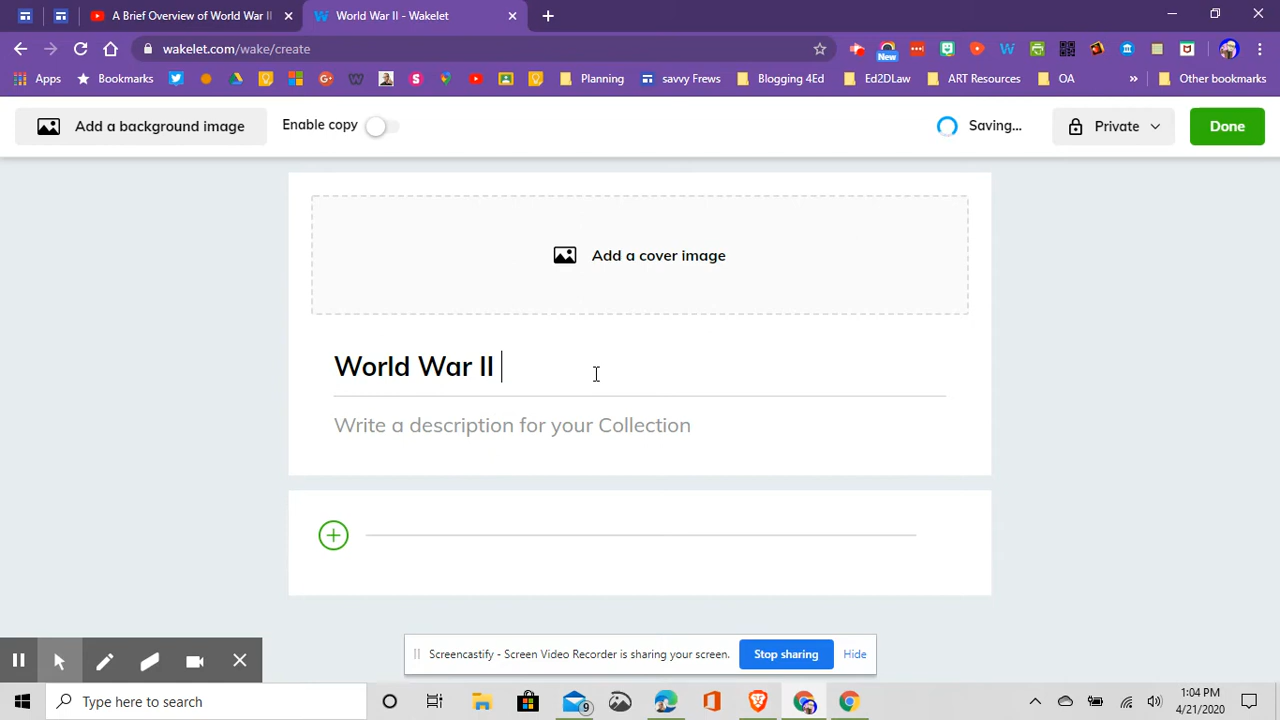 A Brief Overview of World War II
World War II - Wakelet
wakelet.com/wake/create
New
Apps
Bookmarks
Planning
savvy Frews
Blogging 4Ed
Ed2DLaw
ART Resources
OA
Other bookmarks
Add a background image
Enable copy
Saving...
Private
Done
Add a cover image
World War II
Write a description for your Collection
Screencastify - Screen Video Recorder is sharing your screen.
Stop sharing
Hide
Type here to search
9
1:04 PM
4/21/2020